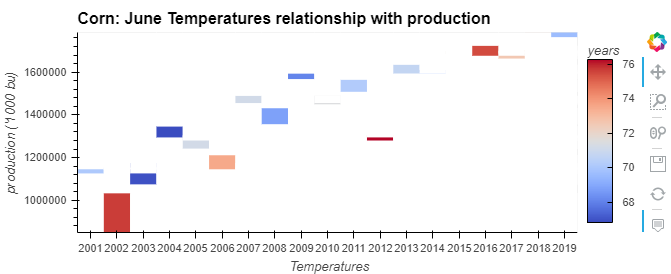 Corn: June Temperatures relationship with production
years
production ('1000 bu)
1600000
1400000
1200000
1000000
76
74
72
70
68
2001 2002 2003 2004 2005 2006 2007 2008 2009 2010 2011 2012 2013 2014 2015 2016 2017 2018 2019
Temperatures